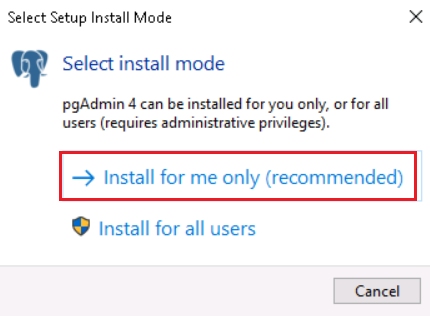 Select Setup Install Mode
Select install mode
pgAdmin 4 can be installed for you only, or for all
users (requires administrative privileges).
Install for me only (recommended)
Install for all users
Cancel